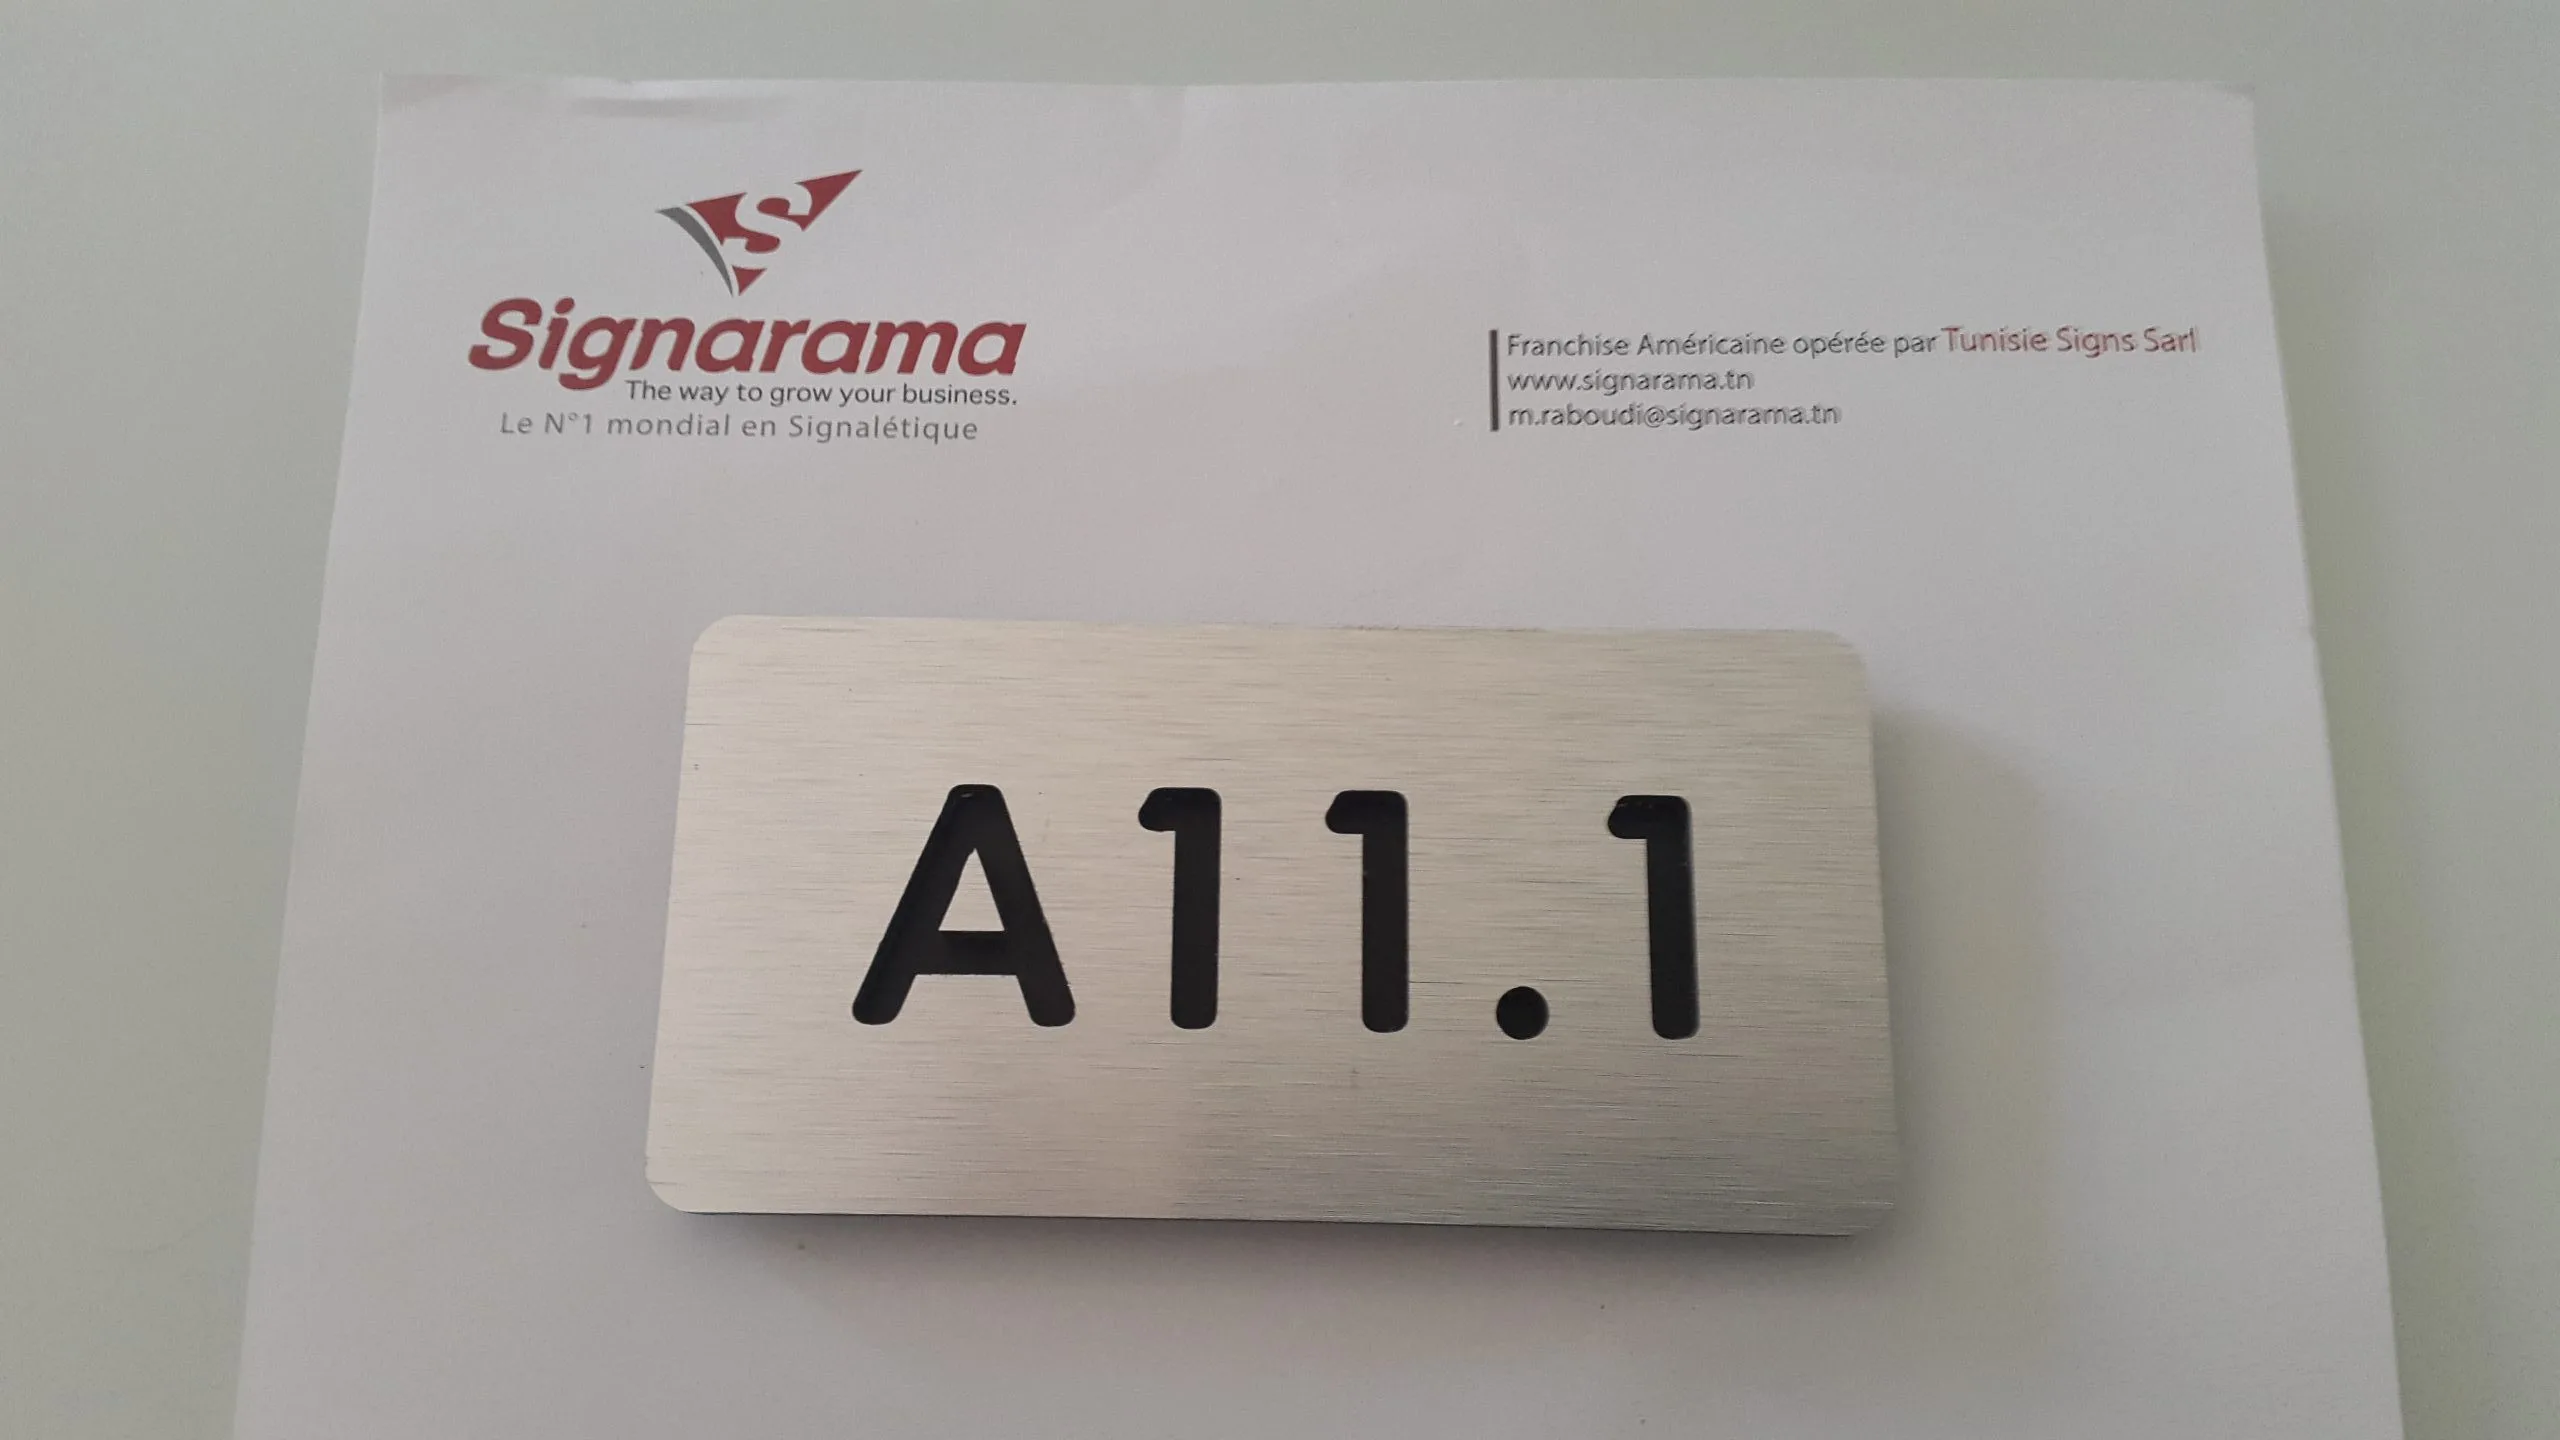 Signarama
The way to grow your business.
Le N°1 mondial en Signalétique
Franchise Américaine opérée par Tunisie Signs Sarl
www.signarama.tn
m.raboudi@signarama.tn
A11.1